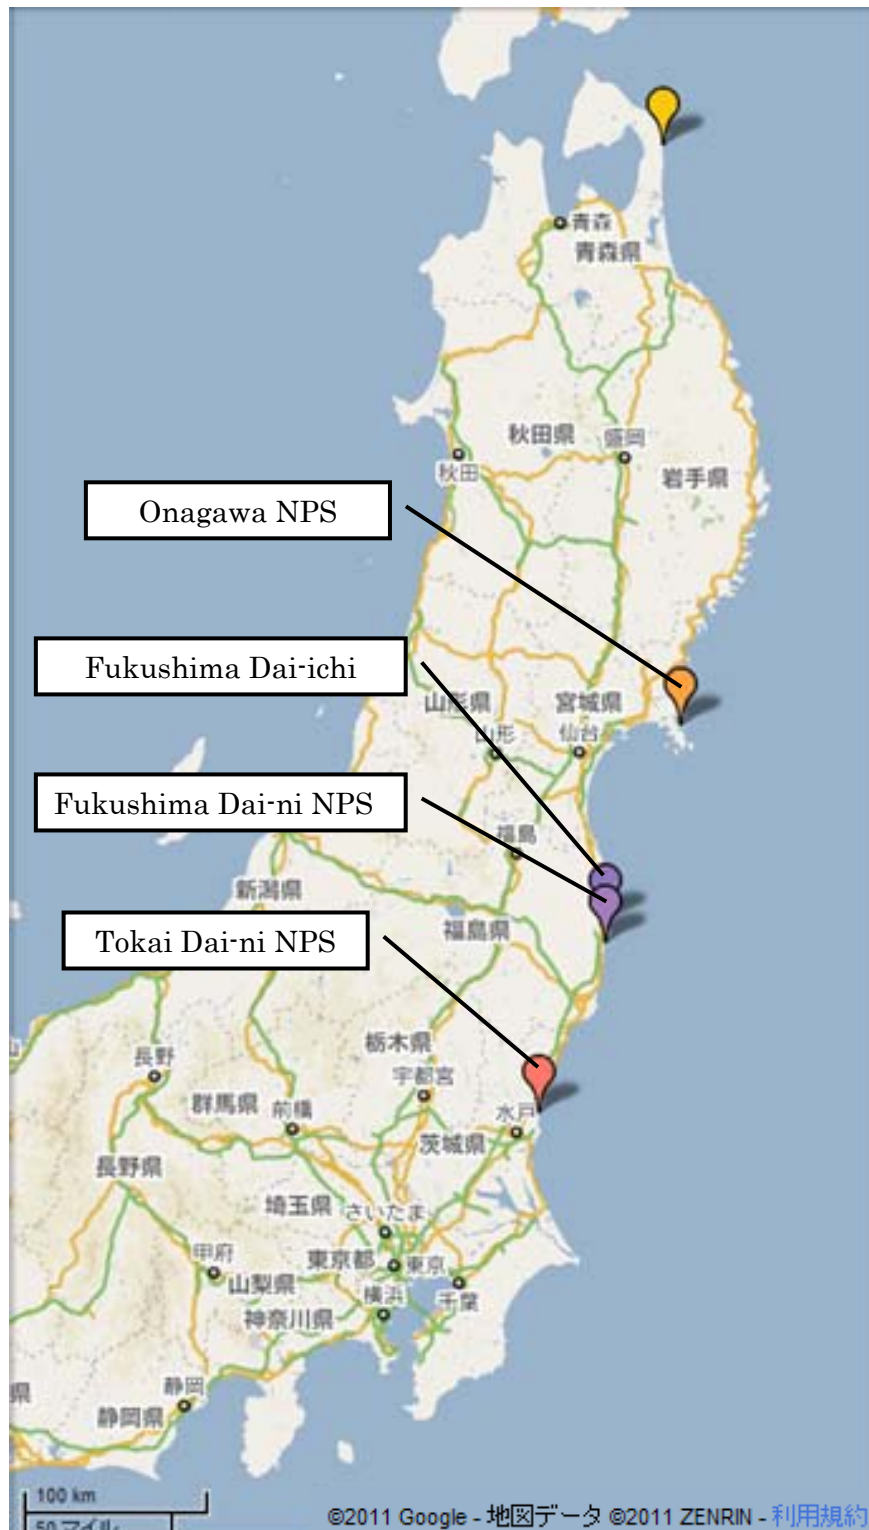 青森
青森県
秋田県
盛岡
秋田
岩手県
Onagawa NPS
Fukushima Dai-ichi
山形県
宮城県
山形
仙台
Fukushima Dai-ni NPS
福島
新潟県
福島県
Tokai Dai-ni NPS
栃木県
長野
宇都宮
群馬県
前橋
水戸
茨城県
長野県
埼玉県
さいたま
甲府
東京都
東京
山梨県
横浜
千葉
神奈川県
静岡
県
静岡県
100 km
50 マイル
©2011 Google - 地図データ ©2011 ZENRIN - 利用規約